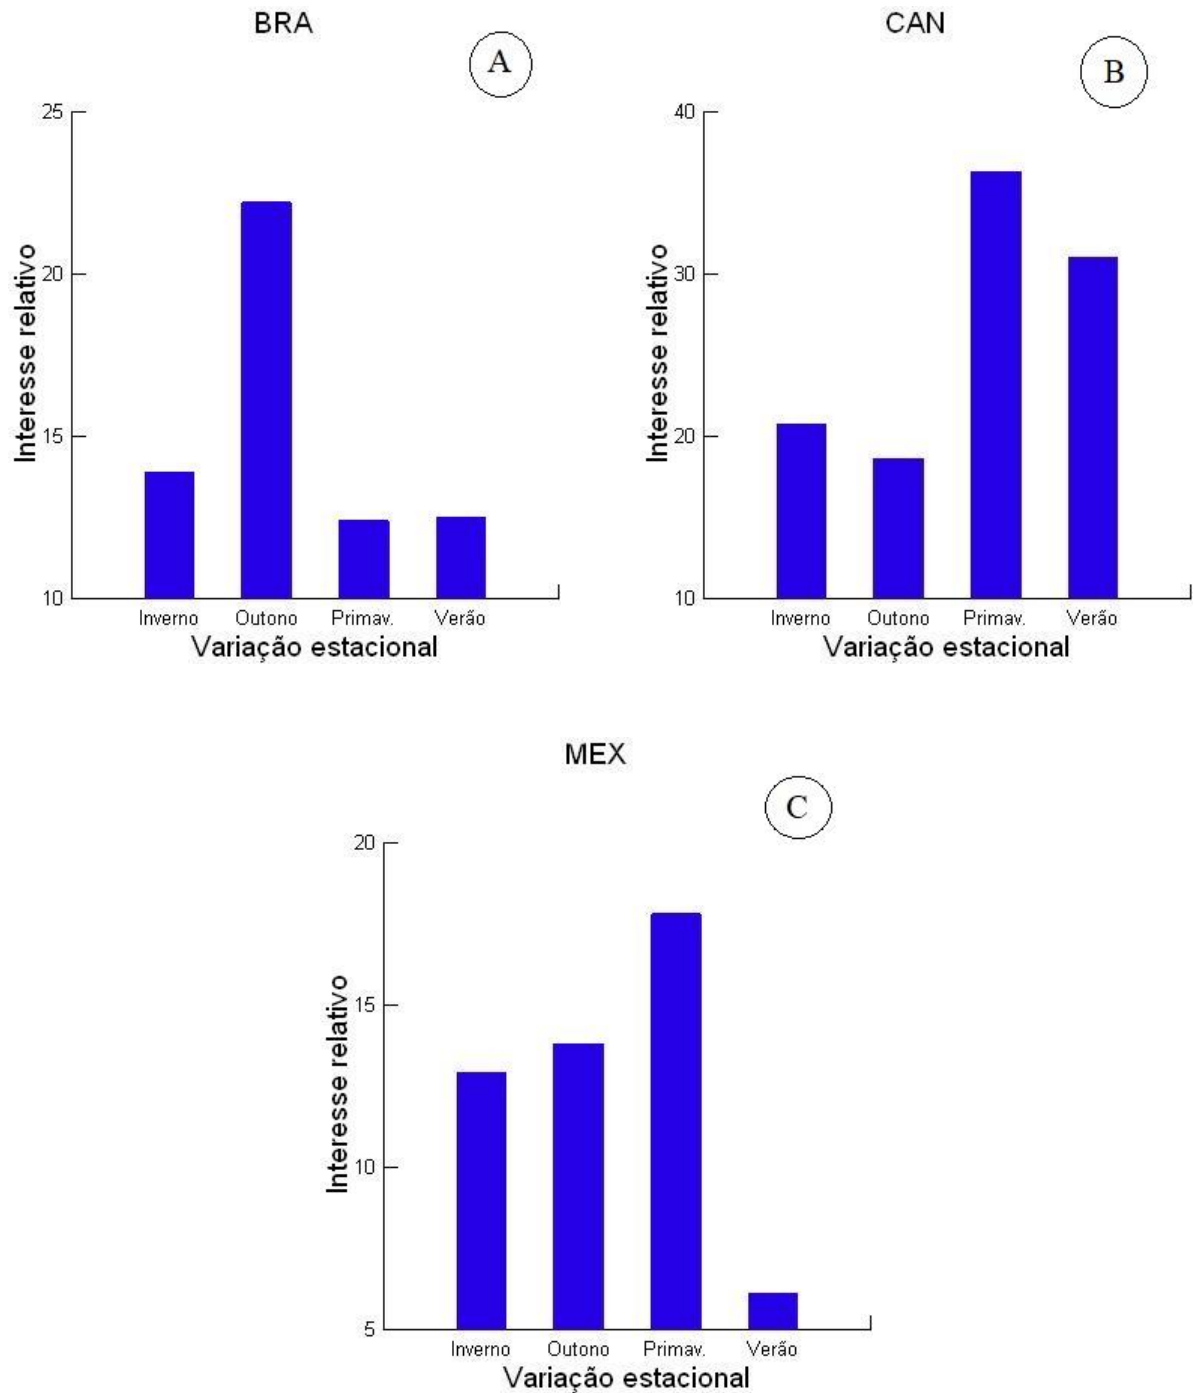 BRA
A
25
20
15
10
Interesse relativo
Inverno Outono Primav. Verão
Variação estacional
CAN
B
40
30
20
10
Interesse relativo
Inverno Outono Primav. Verão
Variação estacional
MEX
C
20
15
10
5
Interesse relativo
Inverno Outono Primav. Verão
Variação estacional